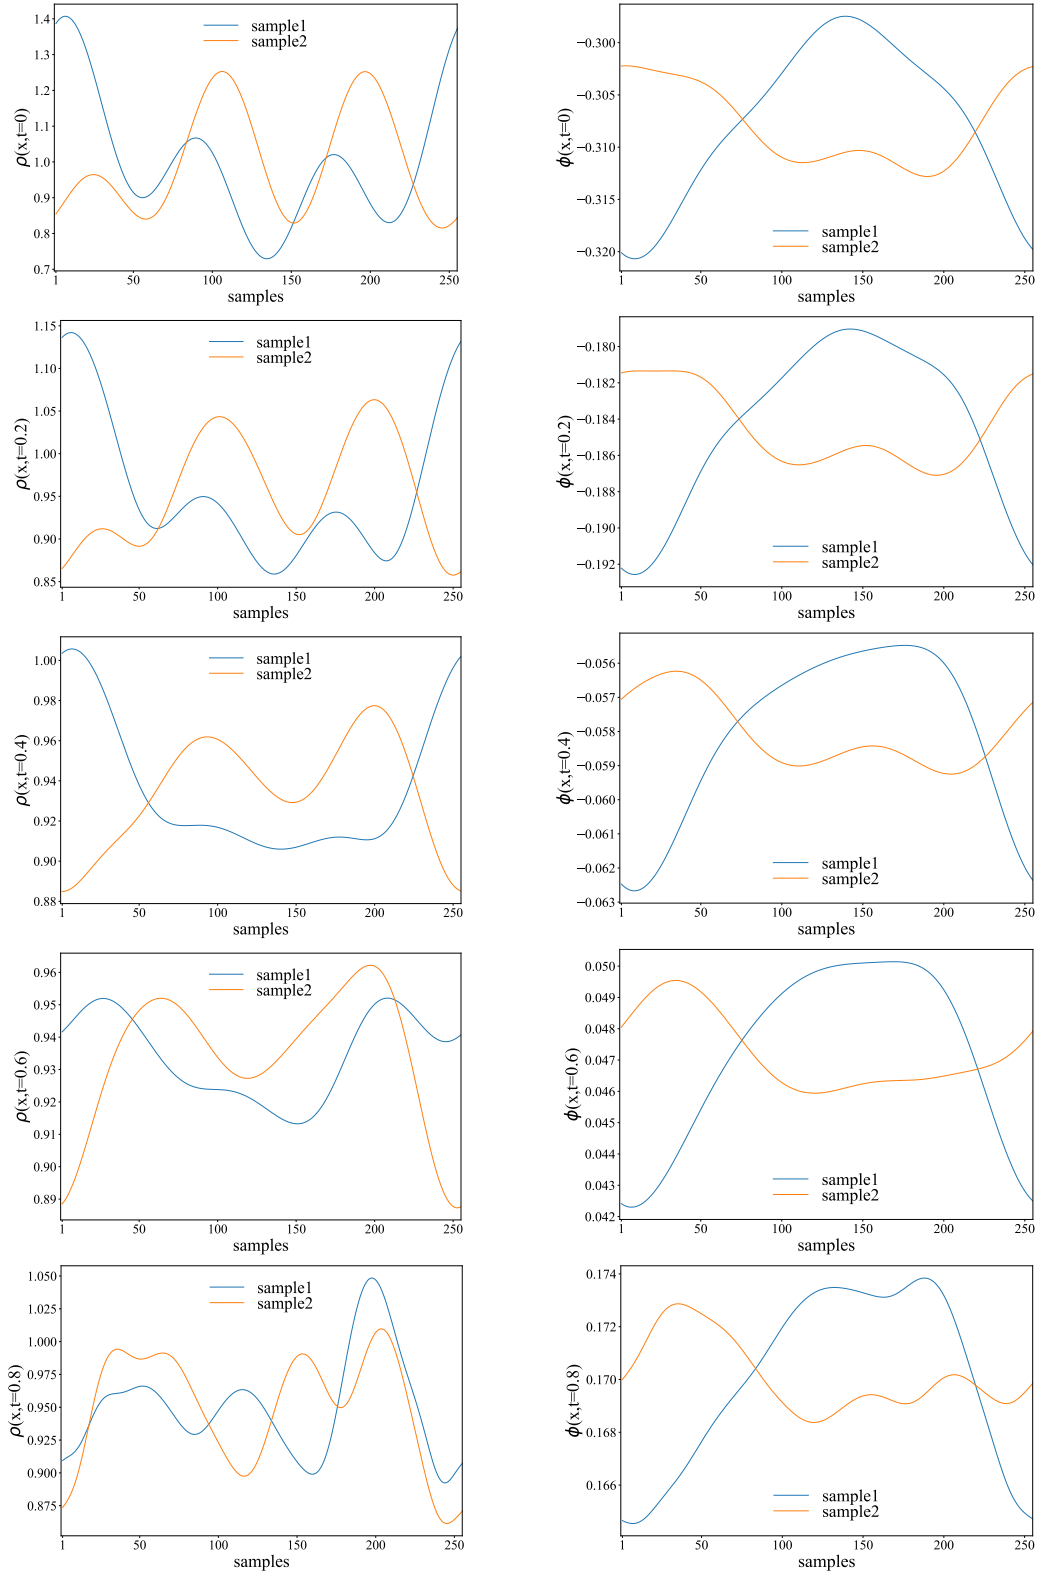 1.4
1.3
1.2
1.1
1.0
0.9
0.8
0.7
ρ(x,t=0)
sample1
sample2
1 50 100 150 200 250
samples
−0.300
−0.305
−0.310
−0.315
−0.320
ϕ(x,t=0)
sample1
sample2
1 50 100 150 200 250
samples
1.15
1.10
1.05
1.00
0.95
0.90
0.85
ρ(x,t=0.2)
sample1
sample2
1 50 100 150 200 250
samples
−0.180
−0.182
−0.184
−0.186
−0.188
−0.190
−0.192
ϕ(x,t=0.2)
sample1
sample2
1 50 100 150 200 250
samples
1.00
0.98
0.96
0.94
0.92
0.90
0.88
ρ(x,t=0.4)
sample1
sample2
1 50 100 150 200 250
samples
−0.056
−0.057
−0.058
−0.059
−0.060
−0.061
−0.062
−0.063
ϕ(x,t=0.4)
sample1
sample2
1 50 100 150 200 250
samples
0.96
0.95
0.94
0.93
0.92
0.91
0.90
0.89
ρ(x,t=0.6)
sample1
sample2
1 50 100 150 200 250
samples
0.050
0.049
0.048
0.047
0.046
0.045
0.044
0.043
0.042
ϕ(x,t=0.6)
sample1
sample2
1 50 100 150 200 250
samples
1.050
1.025
1.000
0.975
0.950
0.925
0.900
0.875
ρ(x,t=0.8)
sample1
sample2
1 50 100 150 200 250
samples
0.174
0.172
0.170
0.168
0.166
ϕ(x,t=0.8)
sample1
sample2
1 50 100 150 200 250
samples